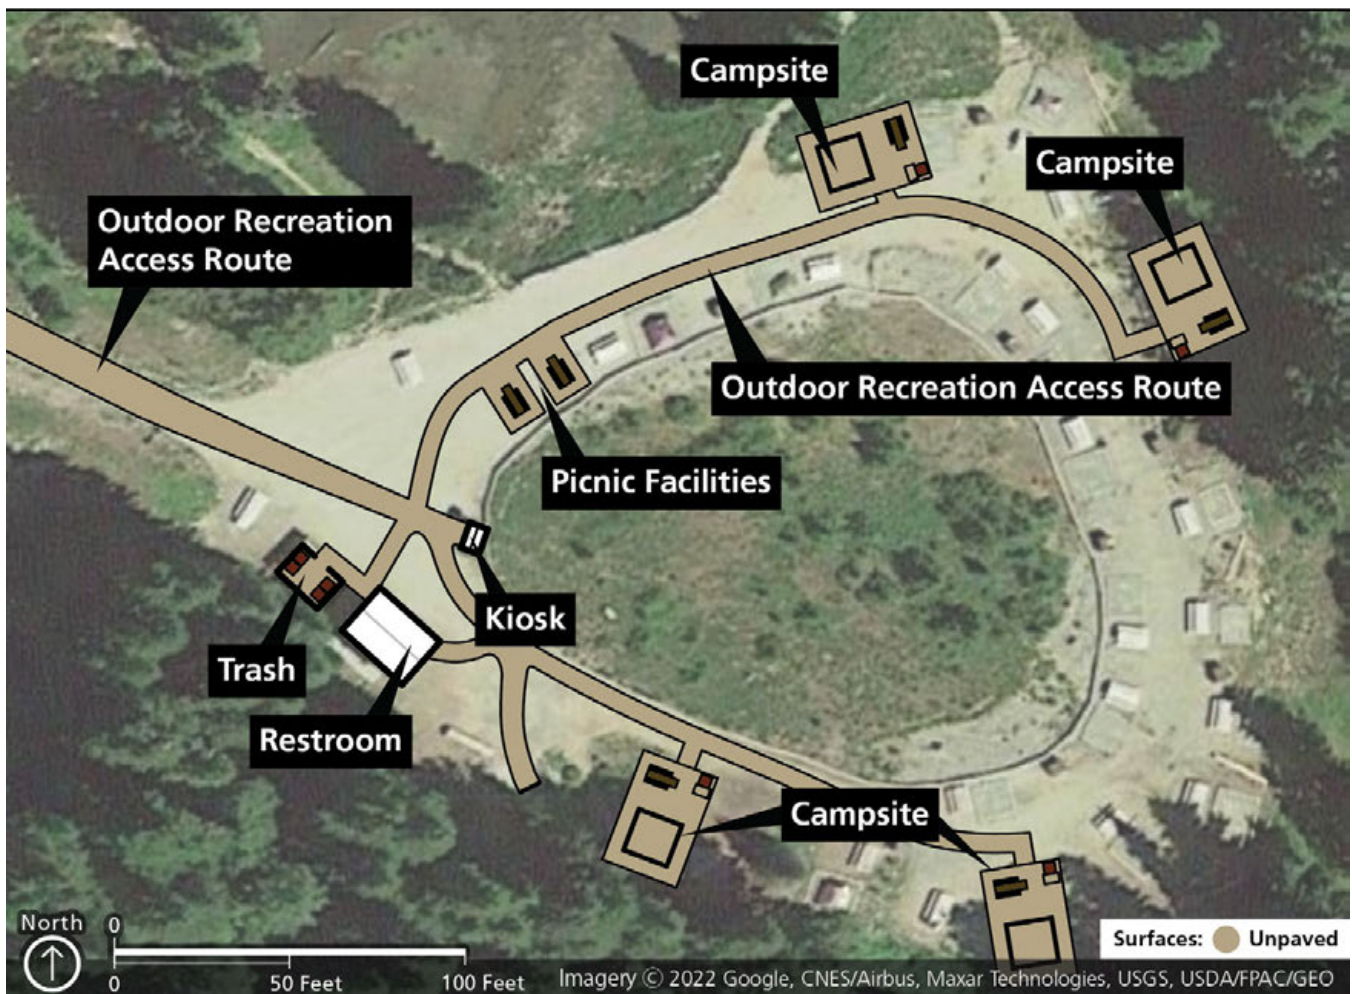 Campsite
Campsite
Outdoor Recreation
Access Route
Outdoor Recreation Access Route
Picnic Facilities
Kiosk
Trash
Restroom
Campsite
North
0
0
50 Feet
100 Feet
Surfaces: Unpaved
Imagery © 2022 Google, CNES/Airbus, Maxar Technologies, USGS, USDA/FPAC/GEO